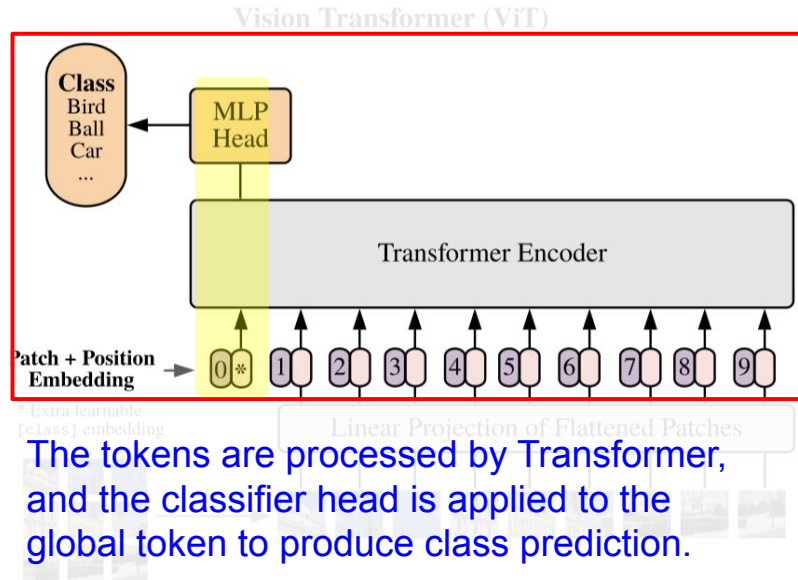 Vision Transformer (ViT)
Class
Bird
Ball
Car
...
MLP
Head
Transformer Encoder
Patch + Position
Embedding
0 * 1 2 3 4 5 6 7 8 9
* Extra learnable
[class] embedding
Linear Projection of Flattened Patches
The tokens are processed by Transformer,
and the classifier head is applied to the
global token to produce class prediction.